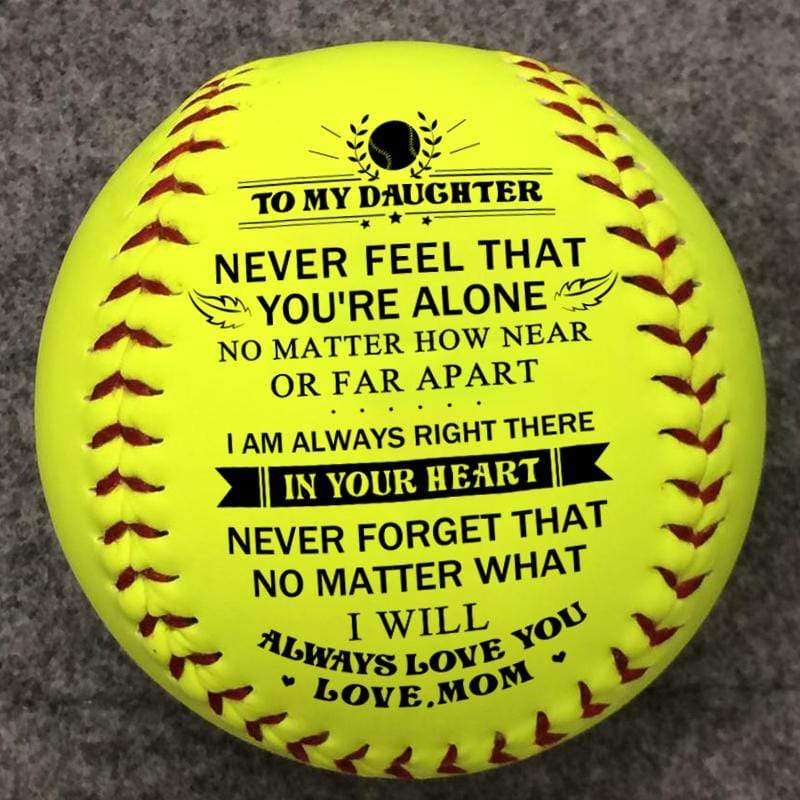 TO MY DAUGHTER
NEVER FEEL THAT
YOU'RE ALONE
NO MATTER HOW NEAR
OR FAR APART
I AM ALWAYS RIGHT THERE
IN YOUR HEART
NEVER FORGET THAT
NO MATTER WHAT
I WILL
ALWAYS LOVE YOU
LOVE.MOM